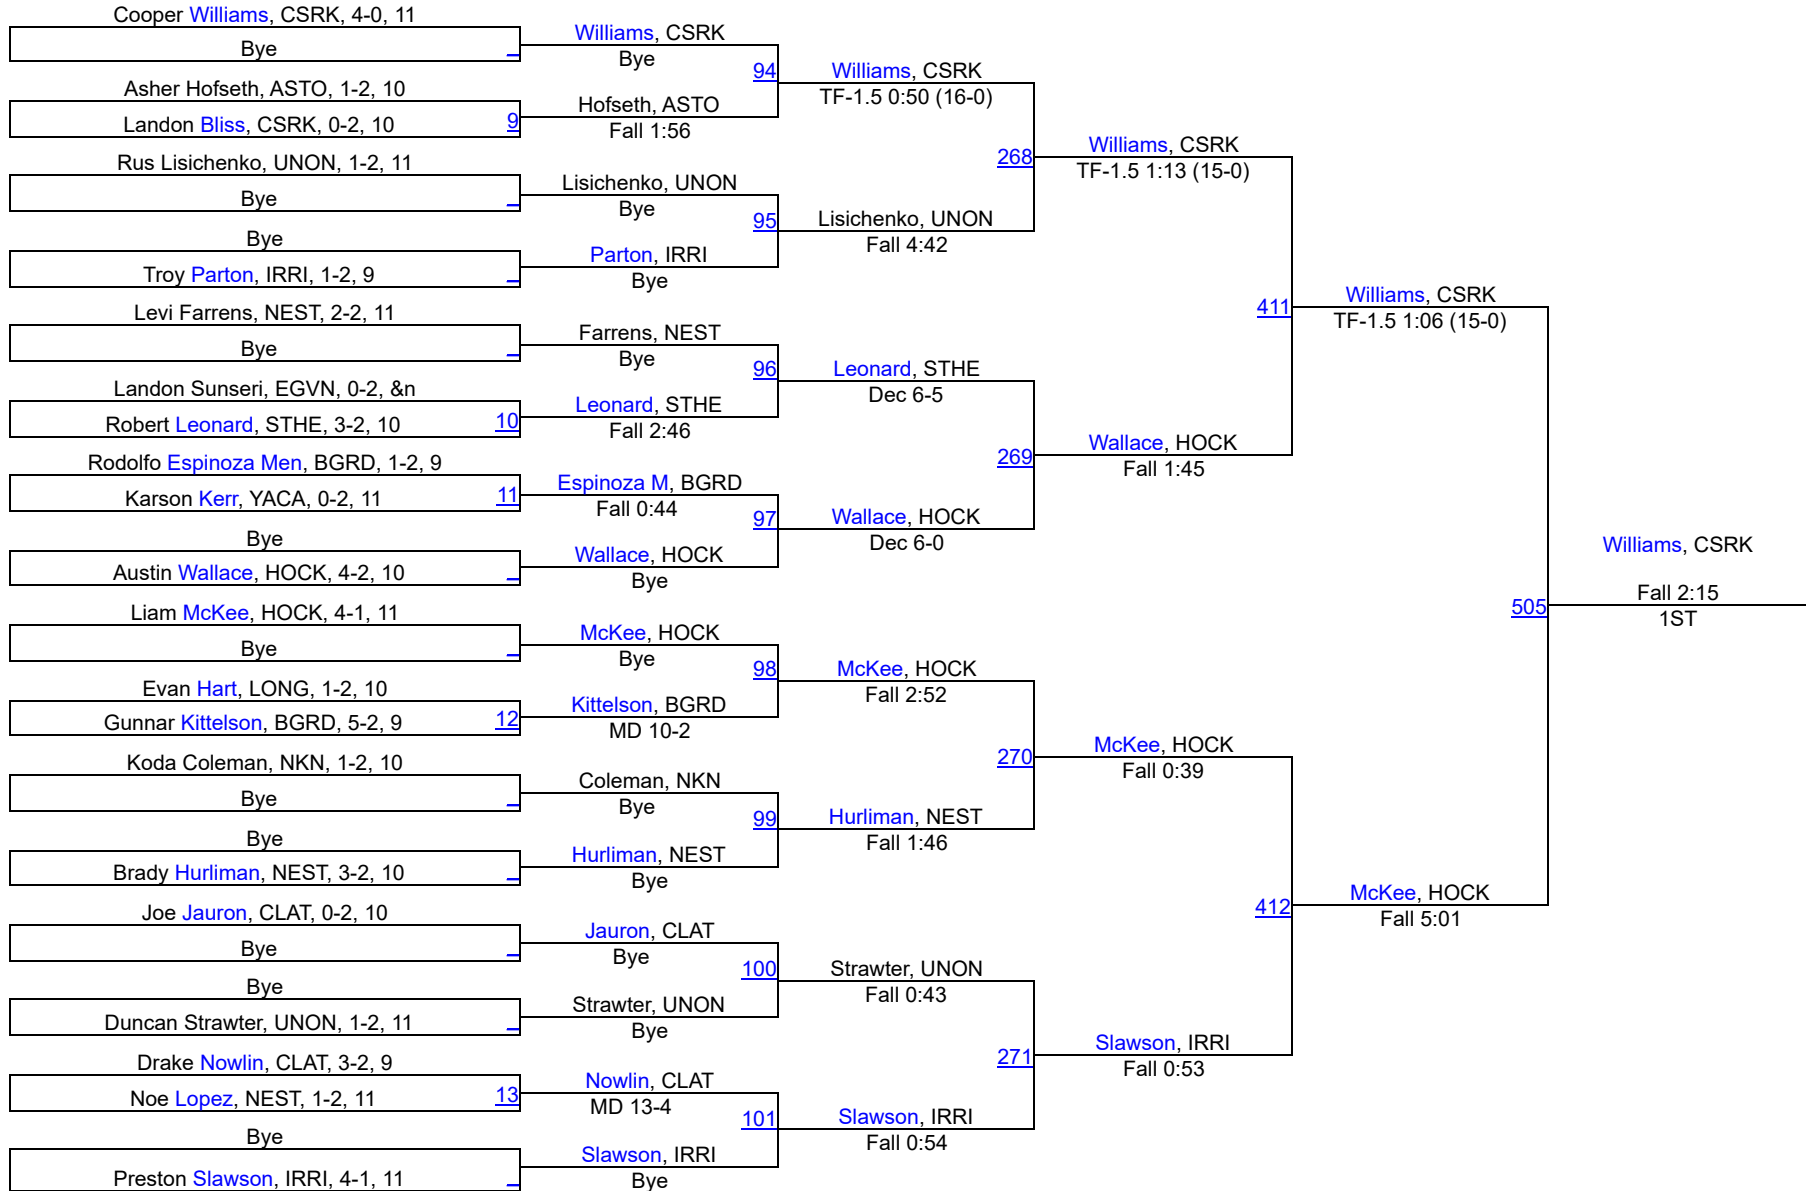 Cooper Williams, CSRK, 4-0, 11
Bye
Asher Hofseth, ASTO, 1-2, 10
Landon Bliss, CSRK, 0-2, 10
9
Rus Lisichenko, UNON, 1-2, 11
Bye
Bye
Troy Parton, IRRI, 1-2, 9
Levi Farrens, NEST, 2-2, 11
Bye
Landon Sunseri, EGVN, 0-2, &n
Robert Leonard, STHE, 3-2, 10
10
Rodolfo Espinoza Men, BGRD, 1-2, 9
Karson Kerr, YACA, 0-2, 11
11
Bye
Austin Wallace, HOCK, 4-2, 10
Liam McKee, HOCK, 4-1, 11
Bye
Evan Hart, LONG, 1-2, 10
Gunnar Kittelson, BGRD, 5-2, 9
12
Koda Coleman, NKN, 1-2, 10
Bye
Bye
Brady Hurliman, NEST, 3-2, 10
Joe Jauron, CLAT, 0-2, 10
Bye
Bye
Duncan Strawter, UNON, 1-2, 11
Drake Nowlin, CLAT, 3-2, 9
Noe Lopez, NEST, 1-2, 11
13
Bye
Preston Slawson, IRRI, 4-1, 11
Williams, CSRK
Bye
94
Hofseth, ASTO
Fall 1:56
Lisichenko, UNON
Bye
95
Parton, IRRI
Bye
Farrens, NEST
Bye
96
Leonard, STHE
Fall 2:46
Espinoza M, BGRD
Fall 0:44
97
Wallace, HOCK
Bye
McKee, HOCK
Bye
98
Kittelson, BGRD
MD 10-2
Coleman, NKN
Bye
99
Hurliman, NEST
Bye
Jauron, CLAT
Bye
100
Strawter, UNON
Bye
Nowlin, CLAT
MD 13-4
101
Slawson, IRRI
Bye
Williams, CSRK
TF-1.5 0:50 (16-0)
268
Lisichenko, UNON
Fall 4:42
Leonard, STHE
Dec 6-5
269
Wallace, HOCK
Dec 6-0
McKee, HOCK
Fall 2:52
270
Hurliman, NEST
Fall 1:46
Strawter, UNON
Fall 0:43
271
Slawson, IRRI
Fall 0:54
Williams, CSRK
TF-1.5 1:13 (15-0)
411
Wallace, HOCK
Fall 1:45
McKee, HOCK
Fall 0:39
412
Slawson, IRRI
Fall 0:53
Williams, CSRK
TF-1.5 1:06 (15-0)
505
McKee, HOCK
Fall 5:01
Williams, CSRK
Fall 2:15
1ST